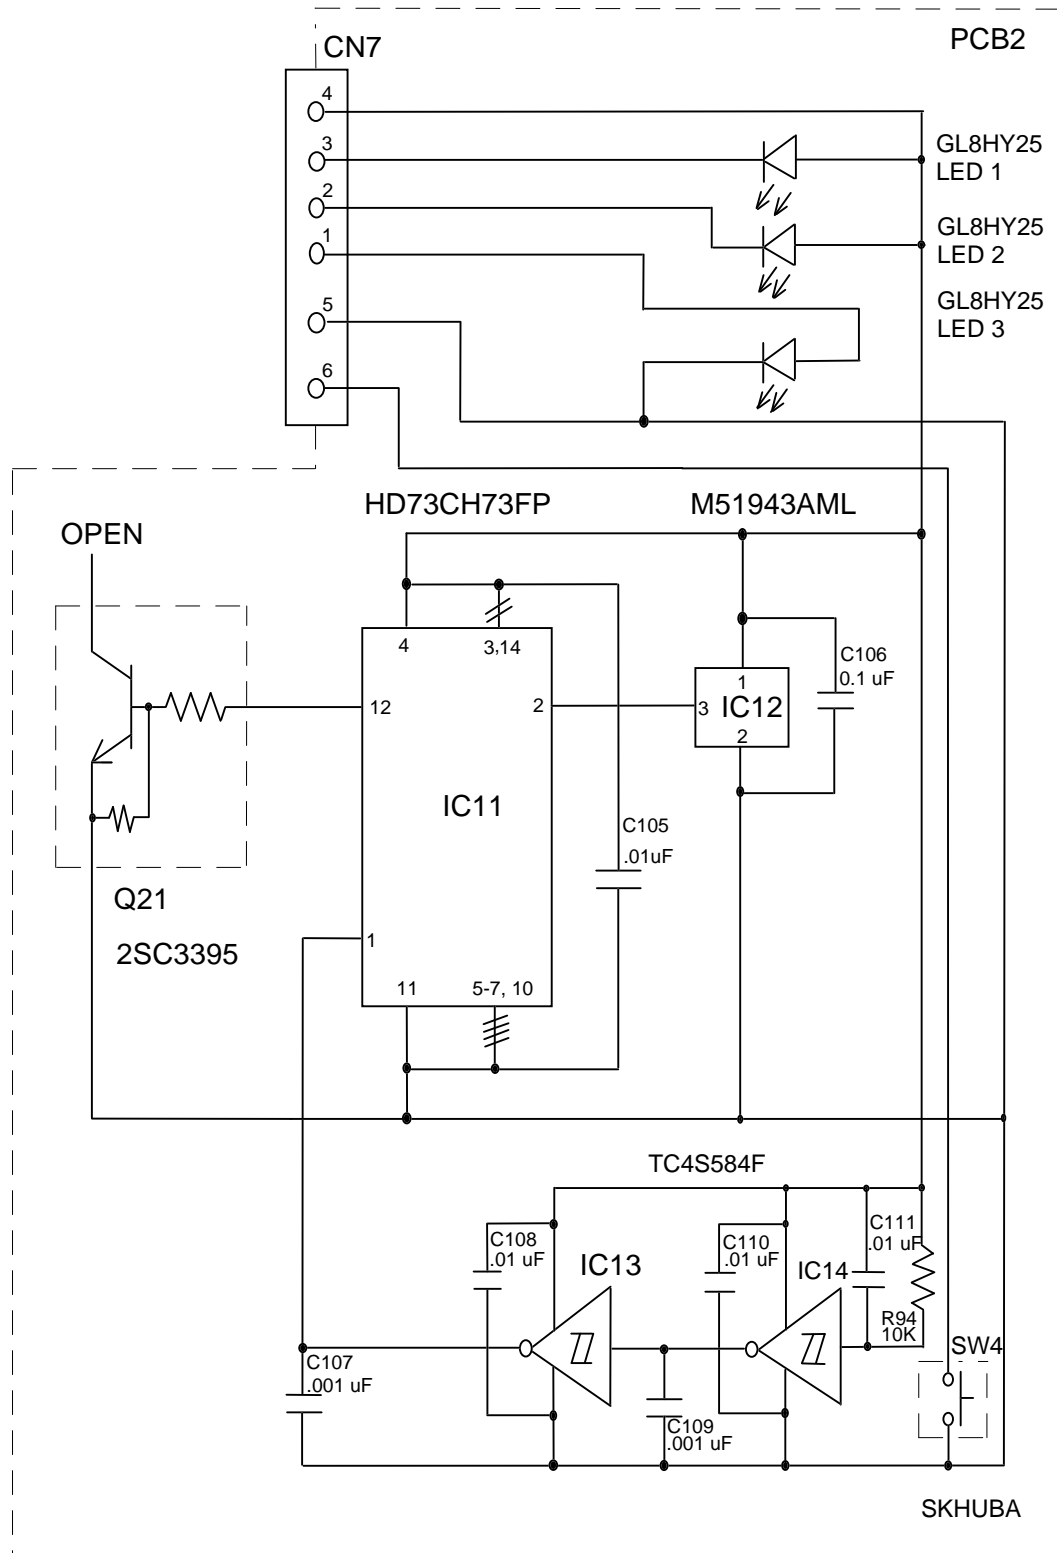 CN7
PCB2
4
3
2
1
5
6
GL8HY25
LED 1
GL8HY25
LED 2
GL8HY25
LED 3
HD73CH73FP
M51943AML
OPEN
4
3,14
12
2
3
1
IC12
2
C106
0.1 uF
IC11
C105
.01uF
Q21
2SC3395
1
11
5-7, 10
TC4S584F
C108
.01 uF
IC13
C110
.01 uF
IC14
C111
.01 uF
R94
10K
SW4
C107
.001 uF
C109
.001 uF
SKHUBA